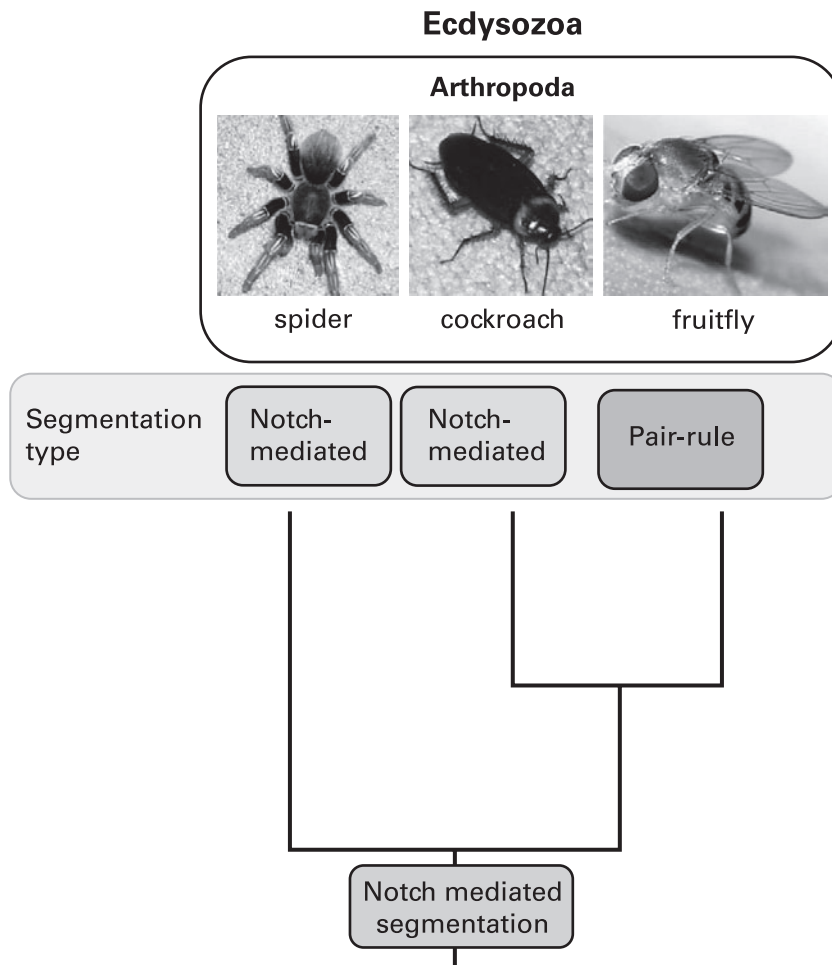 Ecdysozoa
Arthropoda
spider
cockroach
fruitfly
Segmentation
type
Notch-
mediated
Notch-
mediated
Pair-rule
Notch mediated
segmentation